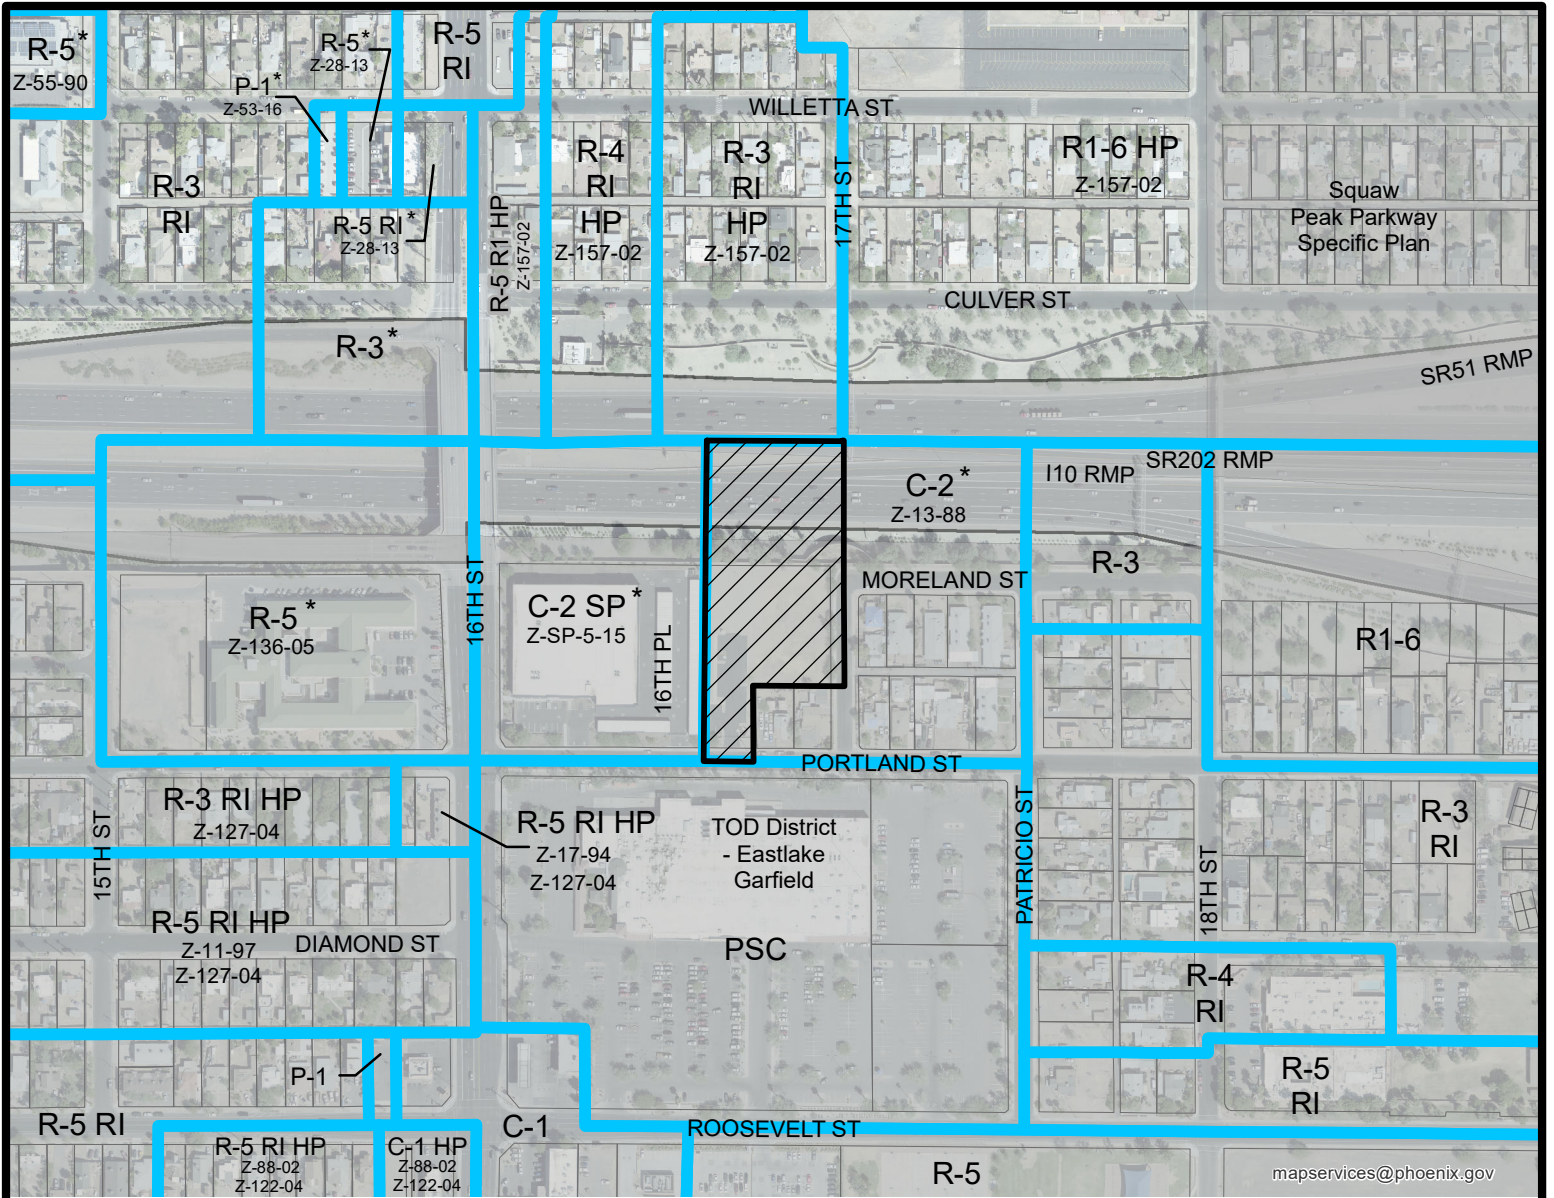 R-5*
Z-55-90
R-5*
Z-28-13
P-1*
Z-53-16
R-5
RI
WILLETTA ST
R-3
RI
R-5 RI*
Z-28-13
R-5 R1 HP
Z-157-02
R-4
RI
HP
Z-157-02
R-3
RI
HP
Z-157-02
17TH ST
R1-6 HP
Z-157-02
Squaw
Peak Parkway
Specific Plan
CULVER ST
R-3*
SR51 RMP
C-2*
Z-13-88
I10 RMP
SR202 RMP
R-3
MORELAND ST
16TH ST
R-5*
Z-136-05
C-2 SP*
Z-SP-5-15
16TH PL
R1-6
PORTLAND ST
R-3 RI HP
Z-127-04
15TH ST
R-5 RI HP
Z-17-94
Z-127-04
TOD District
- Eastlake
Garfield
PATRICIO ST
18TH ST
R-3
RI
R-5 RI HP
Z-11-97
Z-127-04
DIAMOND ST
PSC
R-4
RI
P-1
R-5
RI
R-5 RI
C-1
ROOSEVELT ST
R-5 RI HP
Z-88-02
Z-122-04
C-1 HP
Z-88-02
Z-122-04
R-5
mapservices@phoenix.gov